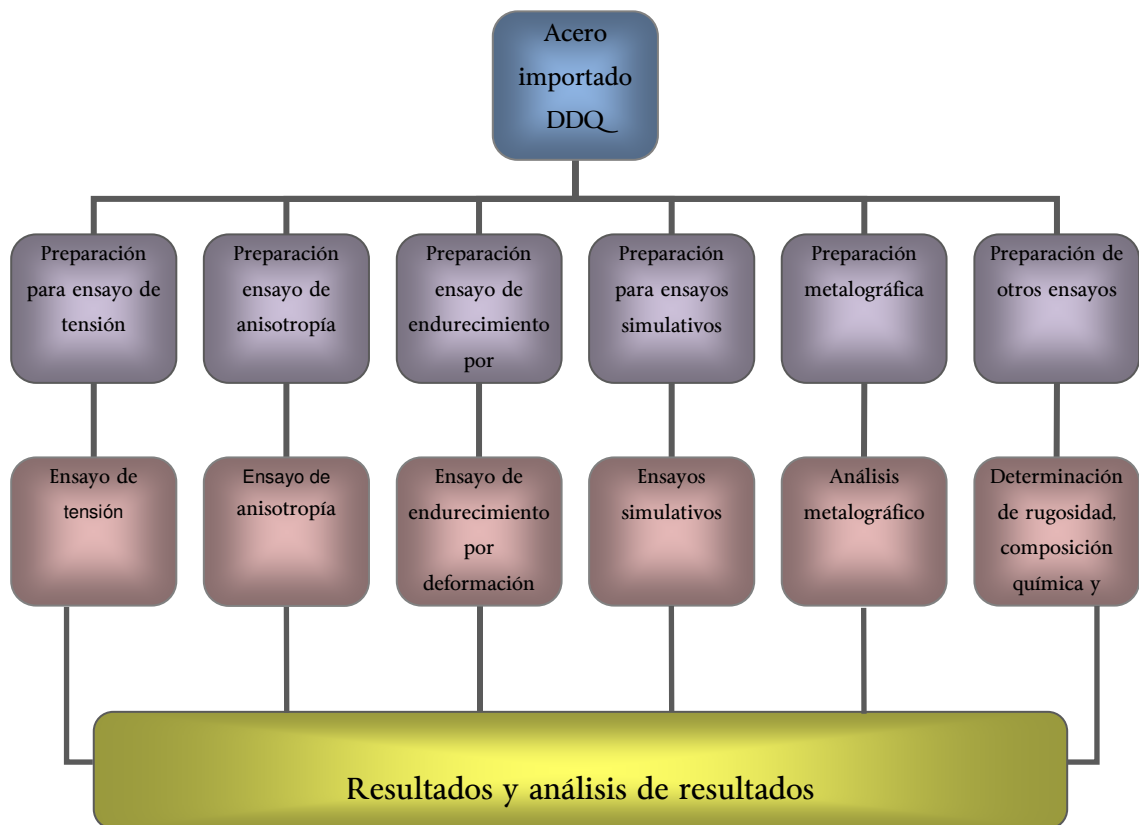 Acero
importado
DDQ
Preparación
para ensayo de
tensión
Preparación
ensayo de
anisotropía
Preparación
ensayo de
endurecimiento
por
Preparación
para ensayos
simulativos
Preparación
metalográfica
Preparación de
otros ensayos
Ensayo de
tensión
Ensayo de
anisotropía
Ensayo de
endurecimiento
por
deformación
Ensayos
simulativos
Análisis
metalográfico
Determinación
de rugosidad,
composición
química y
Resultados y análisis de resultados